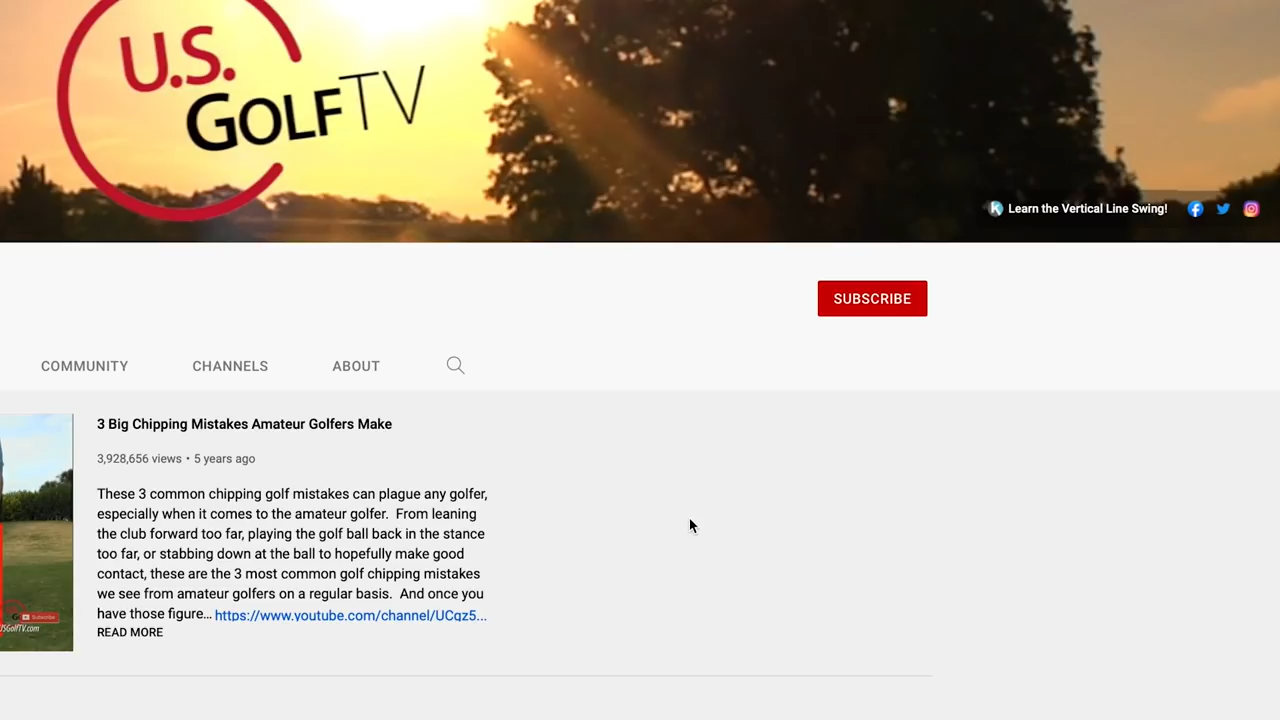 U.S.
GOLFTV
Learn the Vertical Line Swing!
SUBSCRIBE
COMMUNITY CHANNELS ABOUT
3 Big Chipping Mistakes Amateur Golfers Make
3,928,656 views • 5 years ago
These 3 common chipping golf mistakes can plague any golfer,
especially when it comes to the amateur golfer. From leaning
the club forward too far, playing the golf ball back in the stance
too far, or stabbing down at the ball to hopefully make good
contact, these are the 3 most common golf chipping mistakes
we see from amateur golfers on a regular basis. And once you
have those figure... https://www.youtube.com/channel/UCqz5...
READ MORE
Subscribe
USGolfTV.com